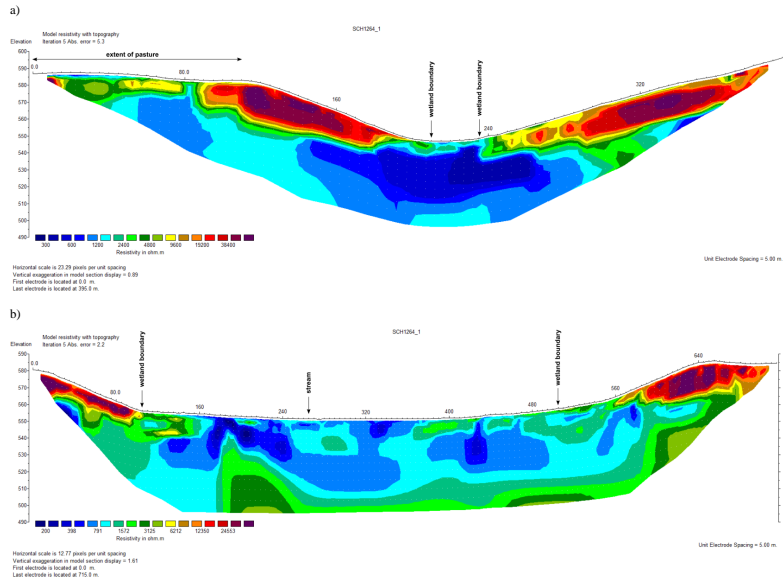 a)
SCH1264_1
Model resistivity with topography
Elevation Iteration 5 Abs. error = 5.3
extent of pasture
600
590
580
570
560
550
540
530
520
510
500
490
0.0
80.0
160
wetland boundary
wetland boundary
240
320
300 600 1200 2400 4800 9600 19200 38400
Resistivity in ohm.m
Unit Electrode Spacing = 5.00 m.
Horizontal scale is 23.29 pixels per unit spacing
Vertical exaggeration in model section display = 0.89
First electrode is located at 0.0 m.
Last electrode is located at 395.0 m.
b)
SCH1264_1
Model resistivity with topography
Elevation Iteration 5 Abs. error = 2.2
590
580
570
560
550
540
530
520
510
500
490
0.0
80.0
wetland boundary
160
240
stream
320
400
480
wetland boundary
560
640
200 398 791 1572 3125 6212 12350 24553
Resistivity in ohm.m
Unit Electrode Spacing = 5.00 m.
Horizontal scale is 12.77 pixels per unit spacing
Vertical exaggeration in model section display = 1.61
First electrode is located at 0.0 m.
Last electrode is located at 715.0 m.